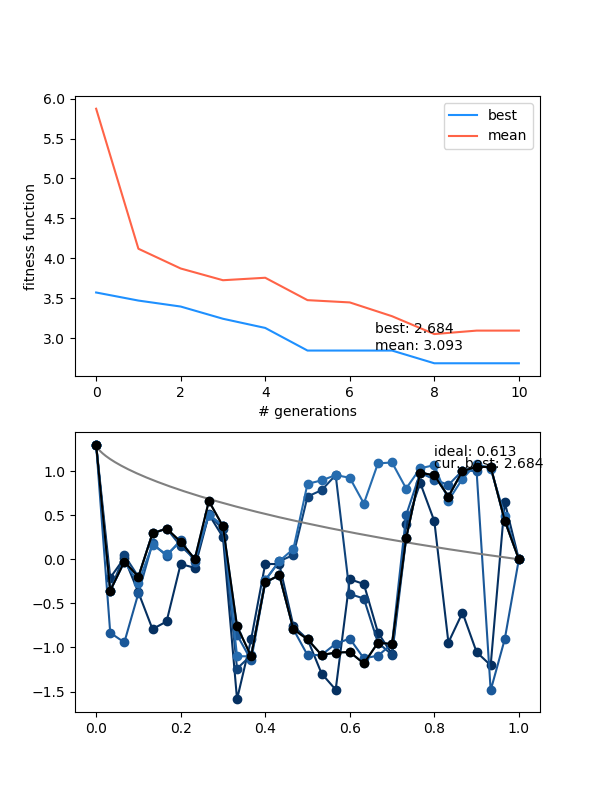 6.0
5.5
5.0
4.5
4.0
3.5
3.0
fitness function
best
mean
best: 2.684
mean: 3.093
0 2 4 6 8 10
# generations
ideal: 0.613
cur. best: 2.684
1.0
0.5
0.0
−0.5
−1.0
−1.5
0.0 0.2 0.4 0.6 0.8 1.0